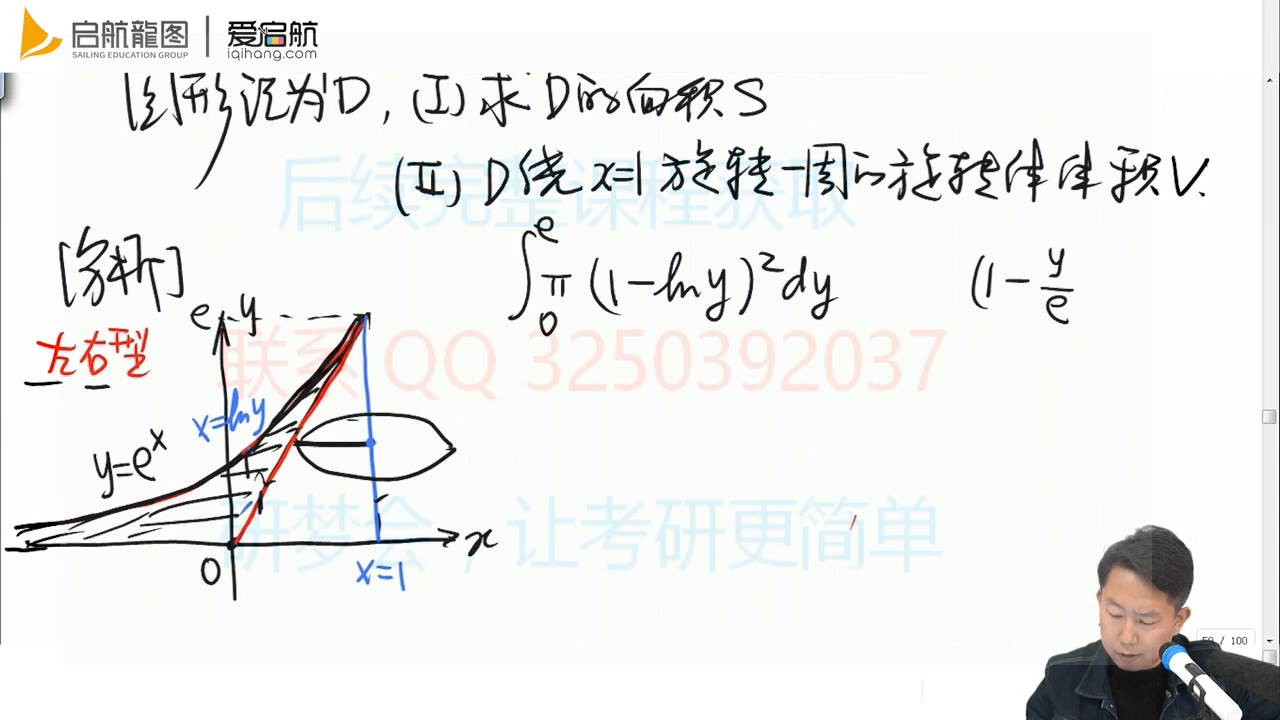 启航龍图 爱启航
SAILING EDUCATION GROUP iqihang.com
图形记为D, (I) 求D的面积S
后续完整课程获取
(II) D绕x=1旋转一周的旋转体体积V.
[分析]
∫₀ᵉ π(1-lny)²dy (1-y/e
e y
左右型
联系QQ 3250392037
x=lny
y=eˣ
研梦会，让考研更简单
x
0
x=1
59 / 100